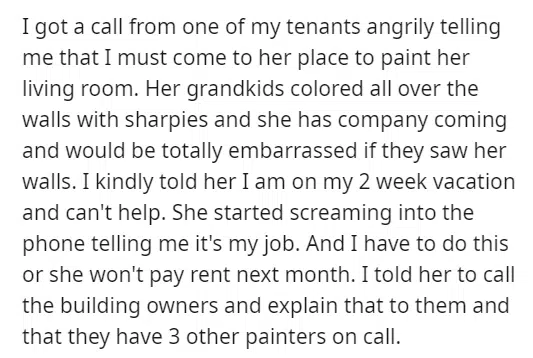 I got a call from one of my tenants angrily telling
me that I must come to her place to paint her
living room. Her grandkids colored all over the
walls with sharpies and she has company coming
and would be totally embarrassed if they saw her
walls. I kindly told her I am on my 2 week vacation
and can't help. She started screaming into the
phone telling me it's my job. And I have to do this
or she won't pay rent next month. I told her to call
the building owners and explain that to them and
that they have 3 other painters on call.